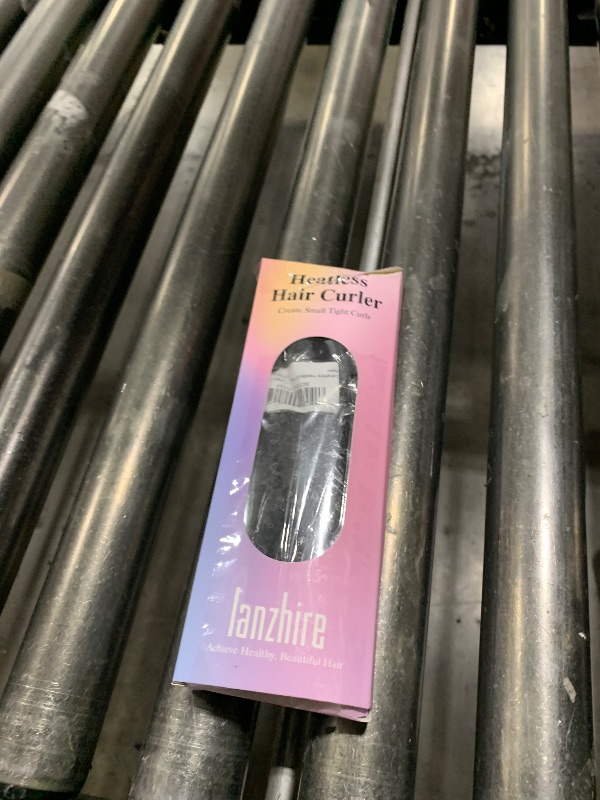 Heatless
Hair Curler
Create Small Tight Curls
lanzhire
Achieve Healthy, Beautiful Hair